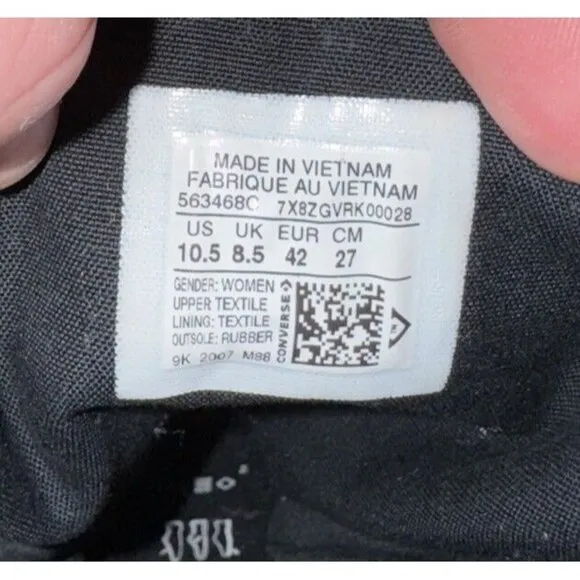 MADE IN VIETNAM
FABRIQUE AU VIETNAM
563468C 7X8ZGVRK00028
US UK EUR CM
10.5 8.5 42 27
GENDER: WOMEN
UPPER TEXTILE
LINING: TEXTILE
OUTSOLE: RUBBER
9K 2007 M88
CONVERSE